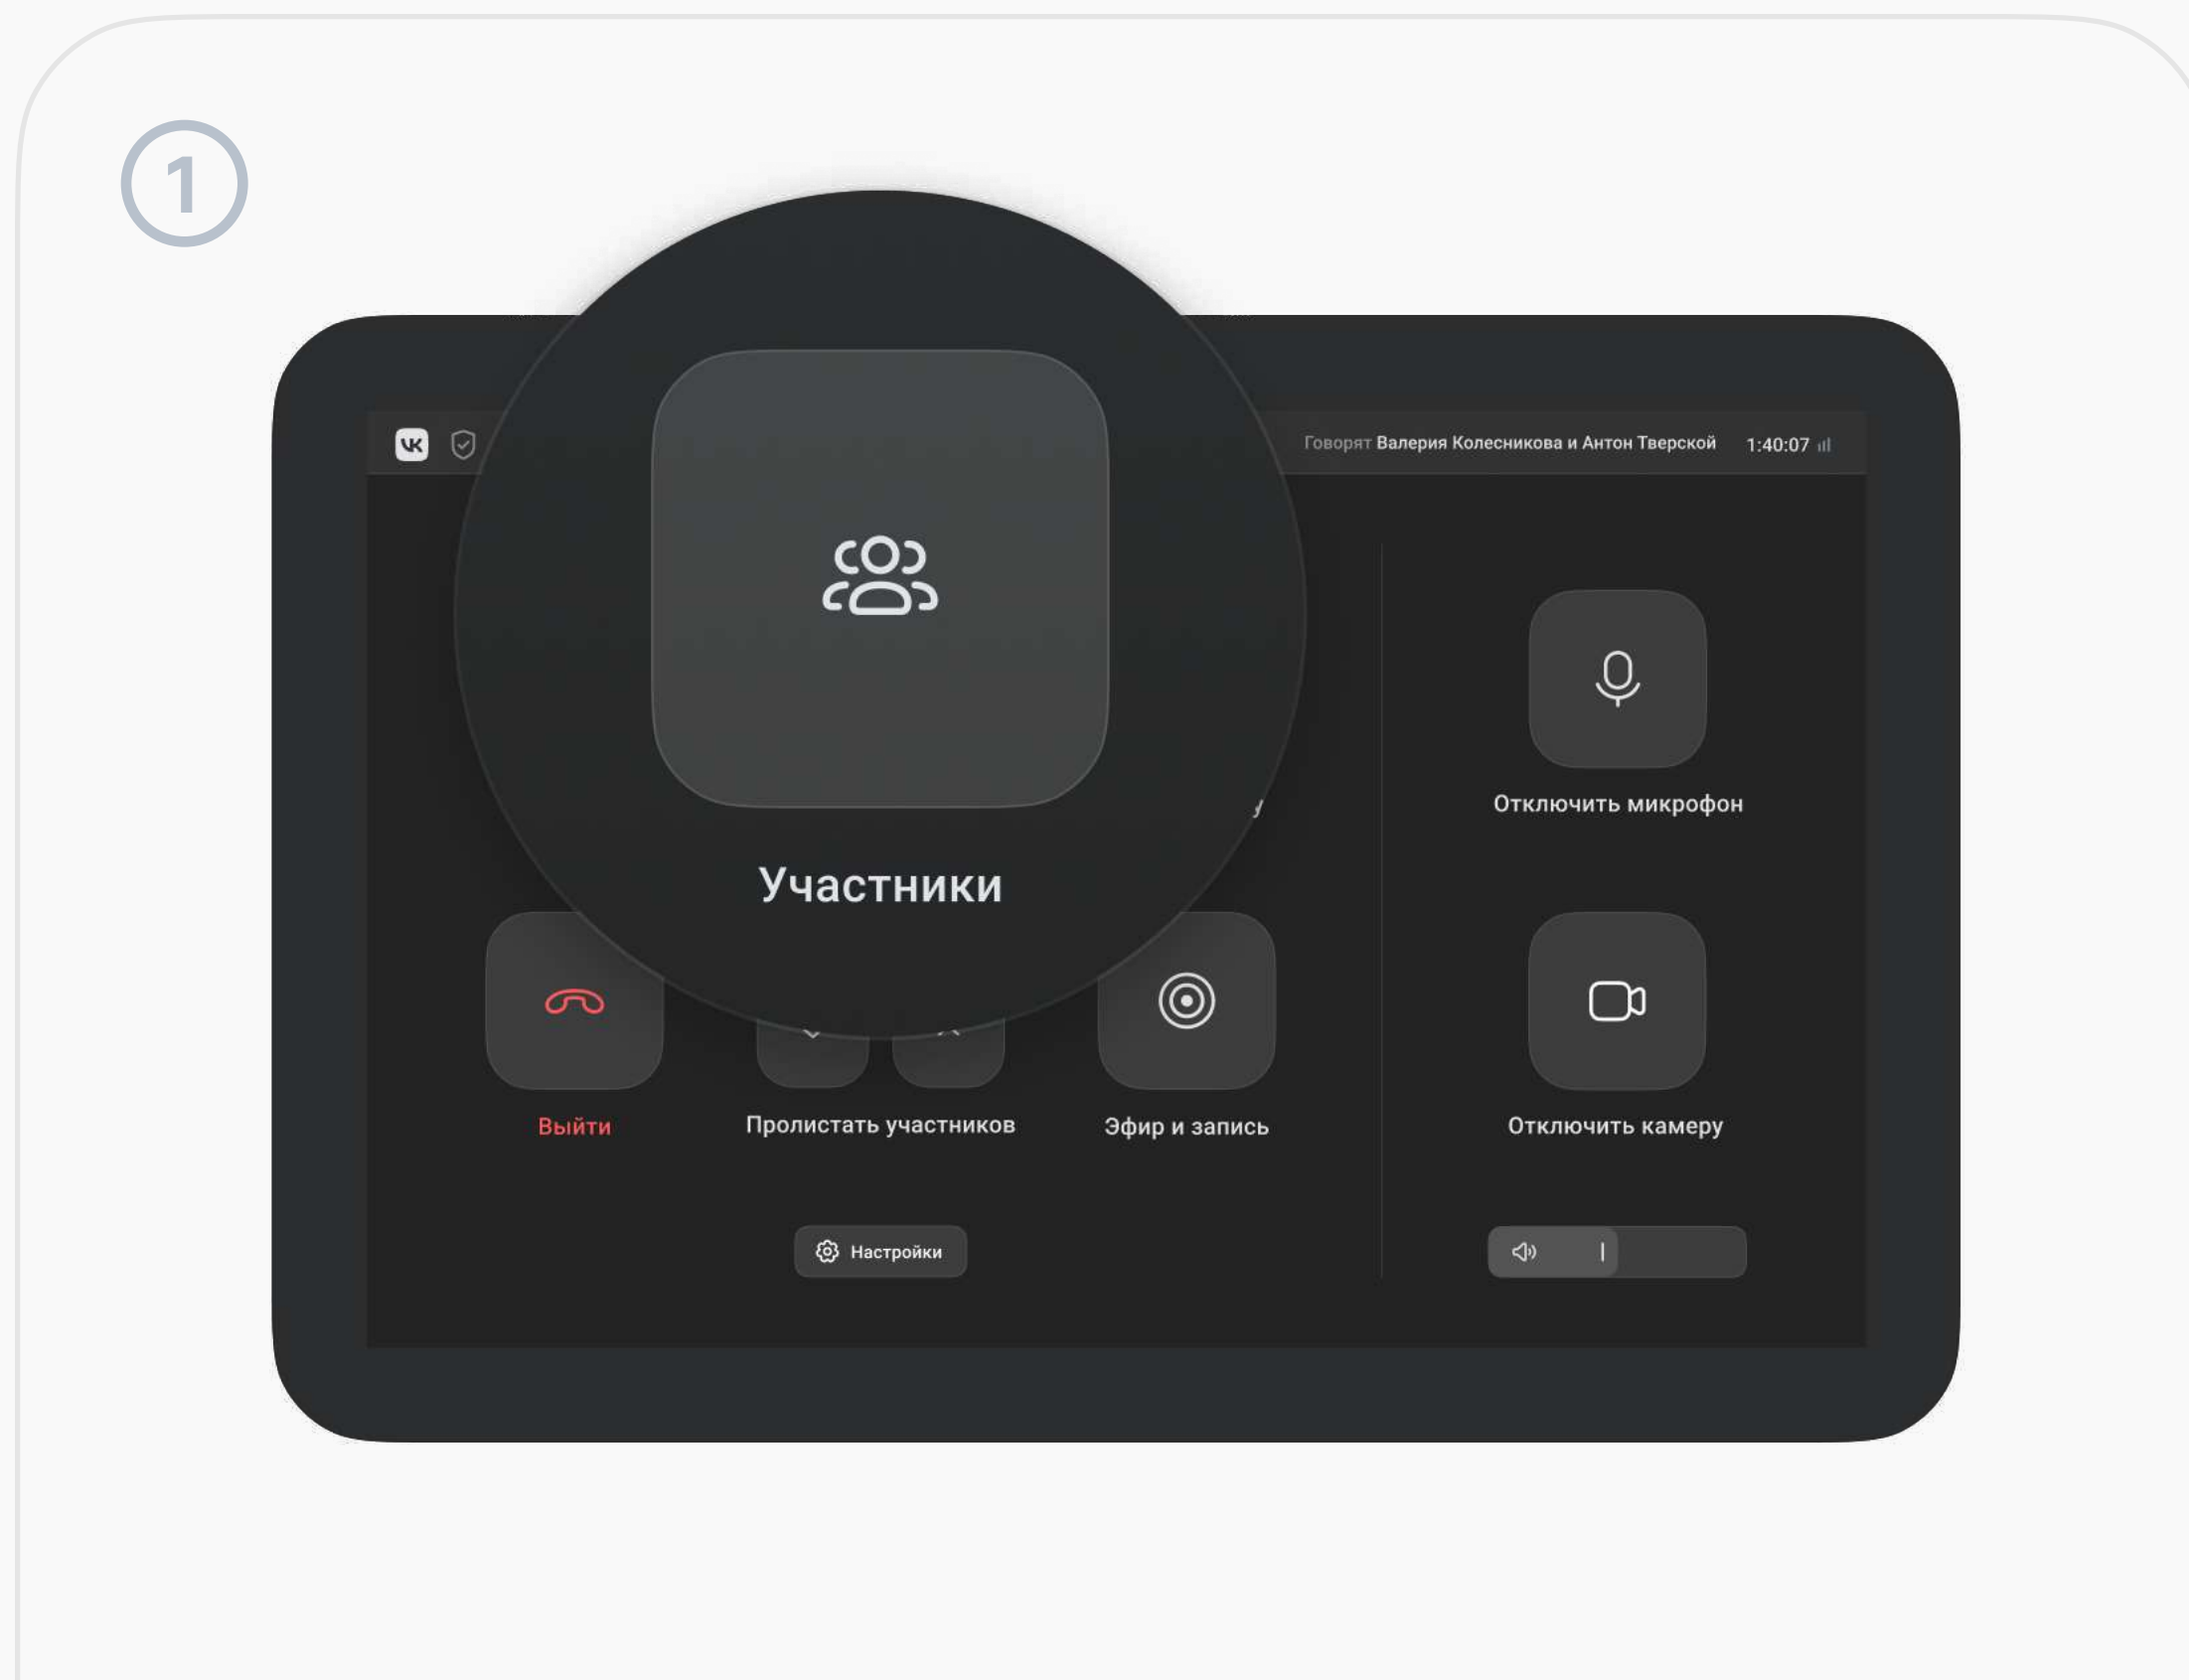 1
VK
Говорят Валерия Колесникова и Антон Тверской 1:40:07
Участники
Отключить микрофон
Выйти
Пролистать участников
Эфир и запись
Отключить камеру
Настройки